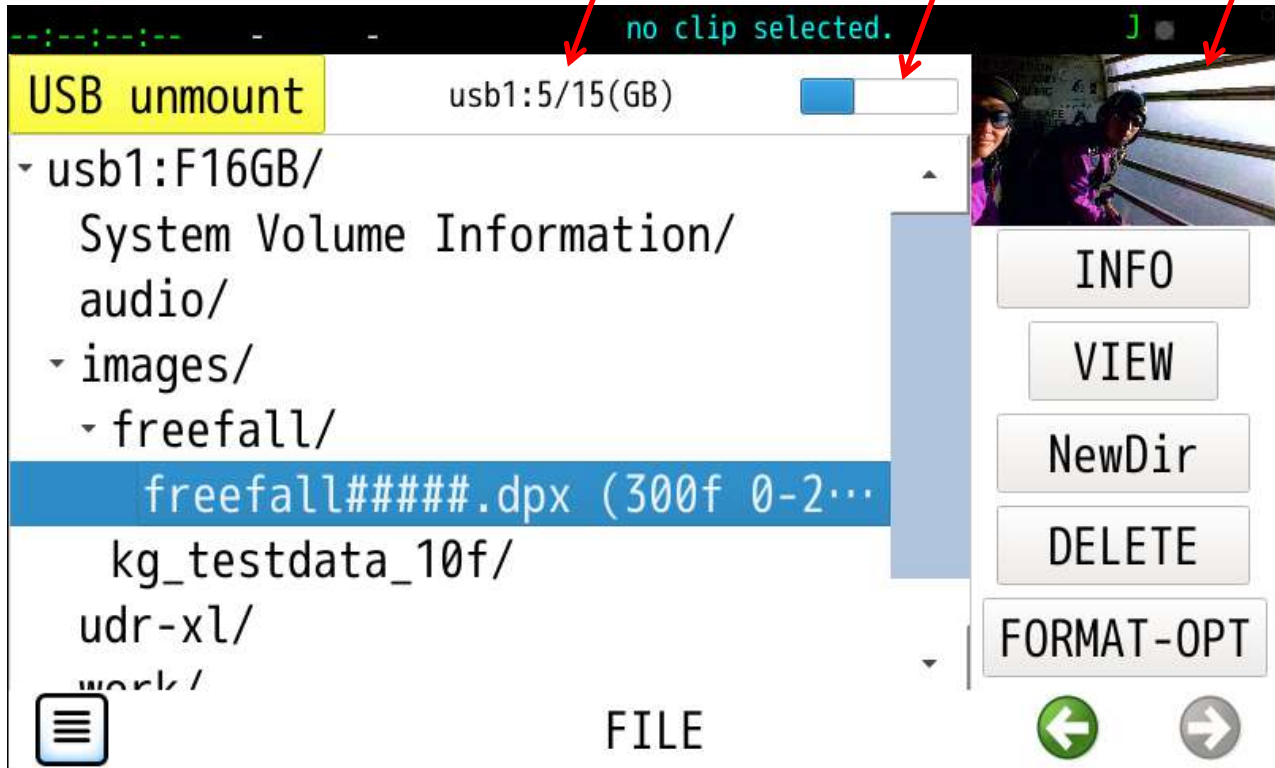 --:--:--:-- - - no clip selected. J
USB unmount usb1:5/15(GB)
usb1:F16GB/
System Volume Information/
audio/
images/
freefall/
freefall#####.dpx (300f 0-2···
kg_testdata_10f/
udr-xl/
work/
INFO
VIEW
NewDir
DELETE
FORMAT-OPT
FILE